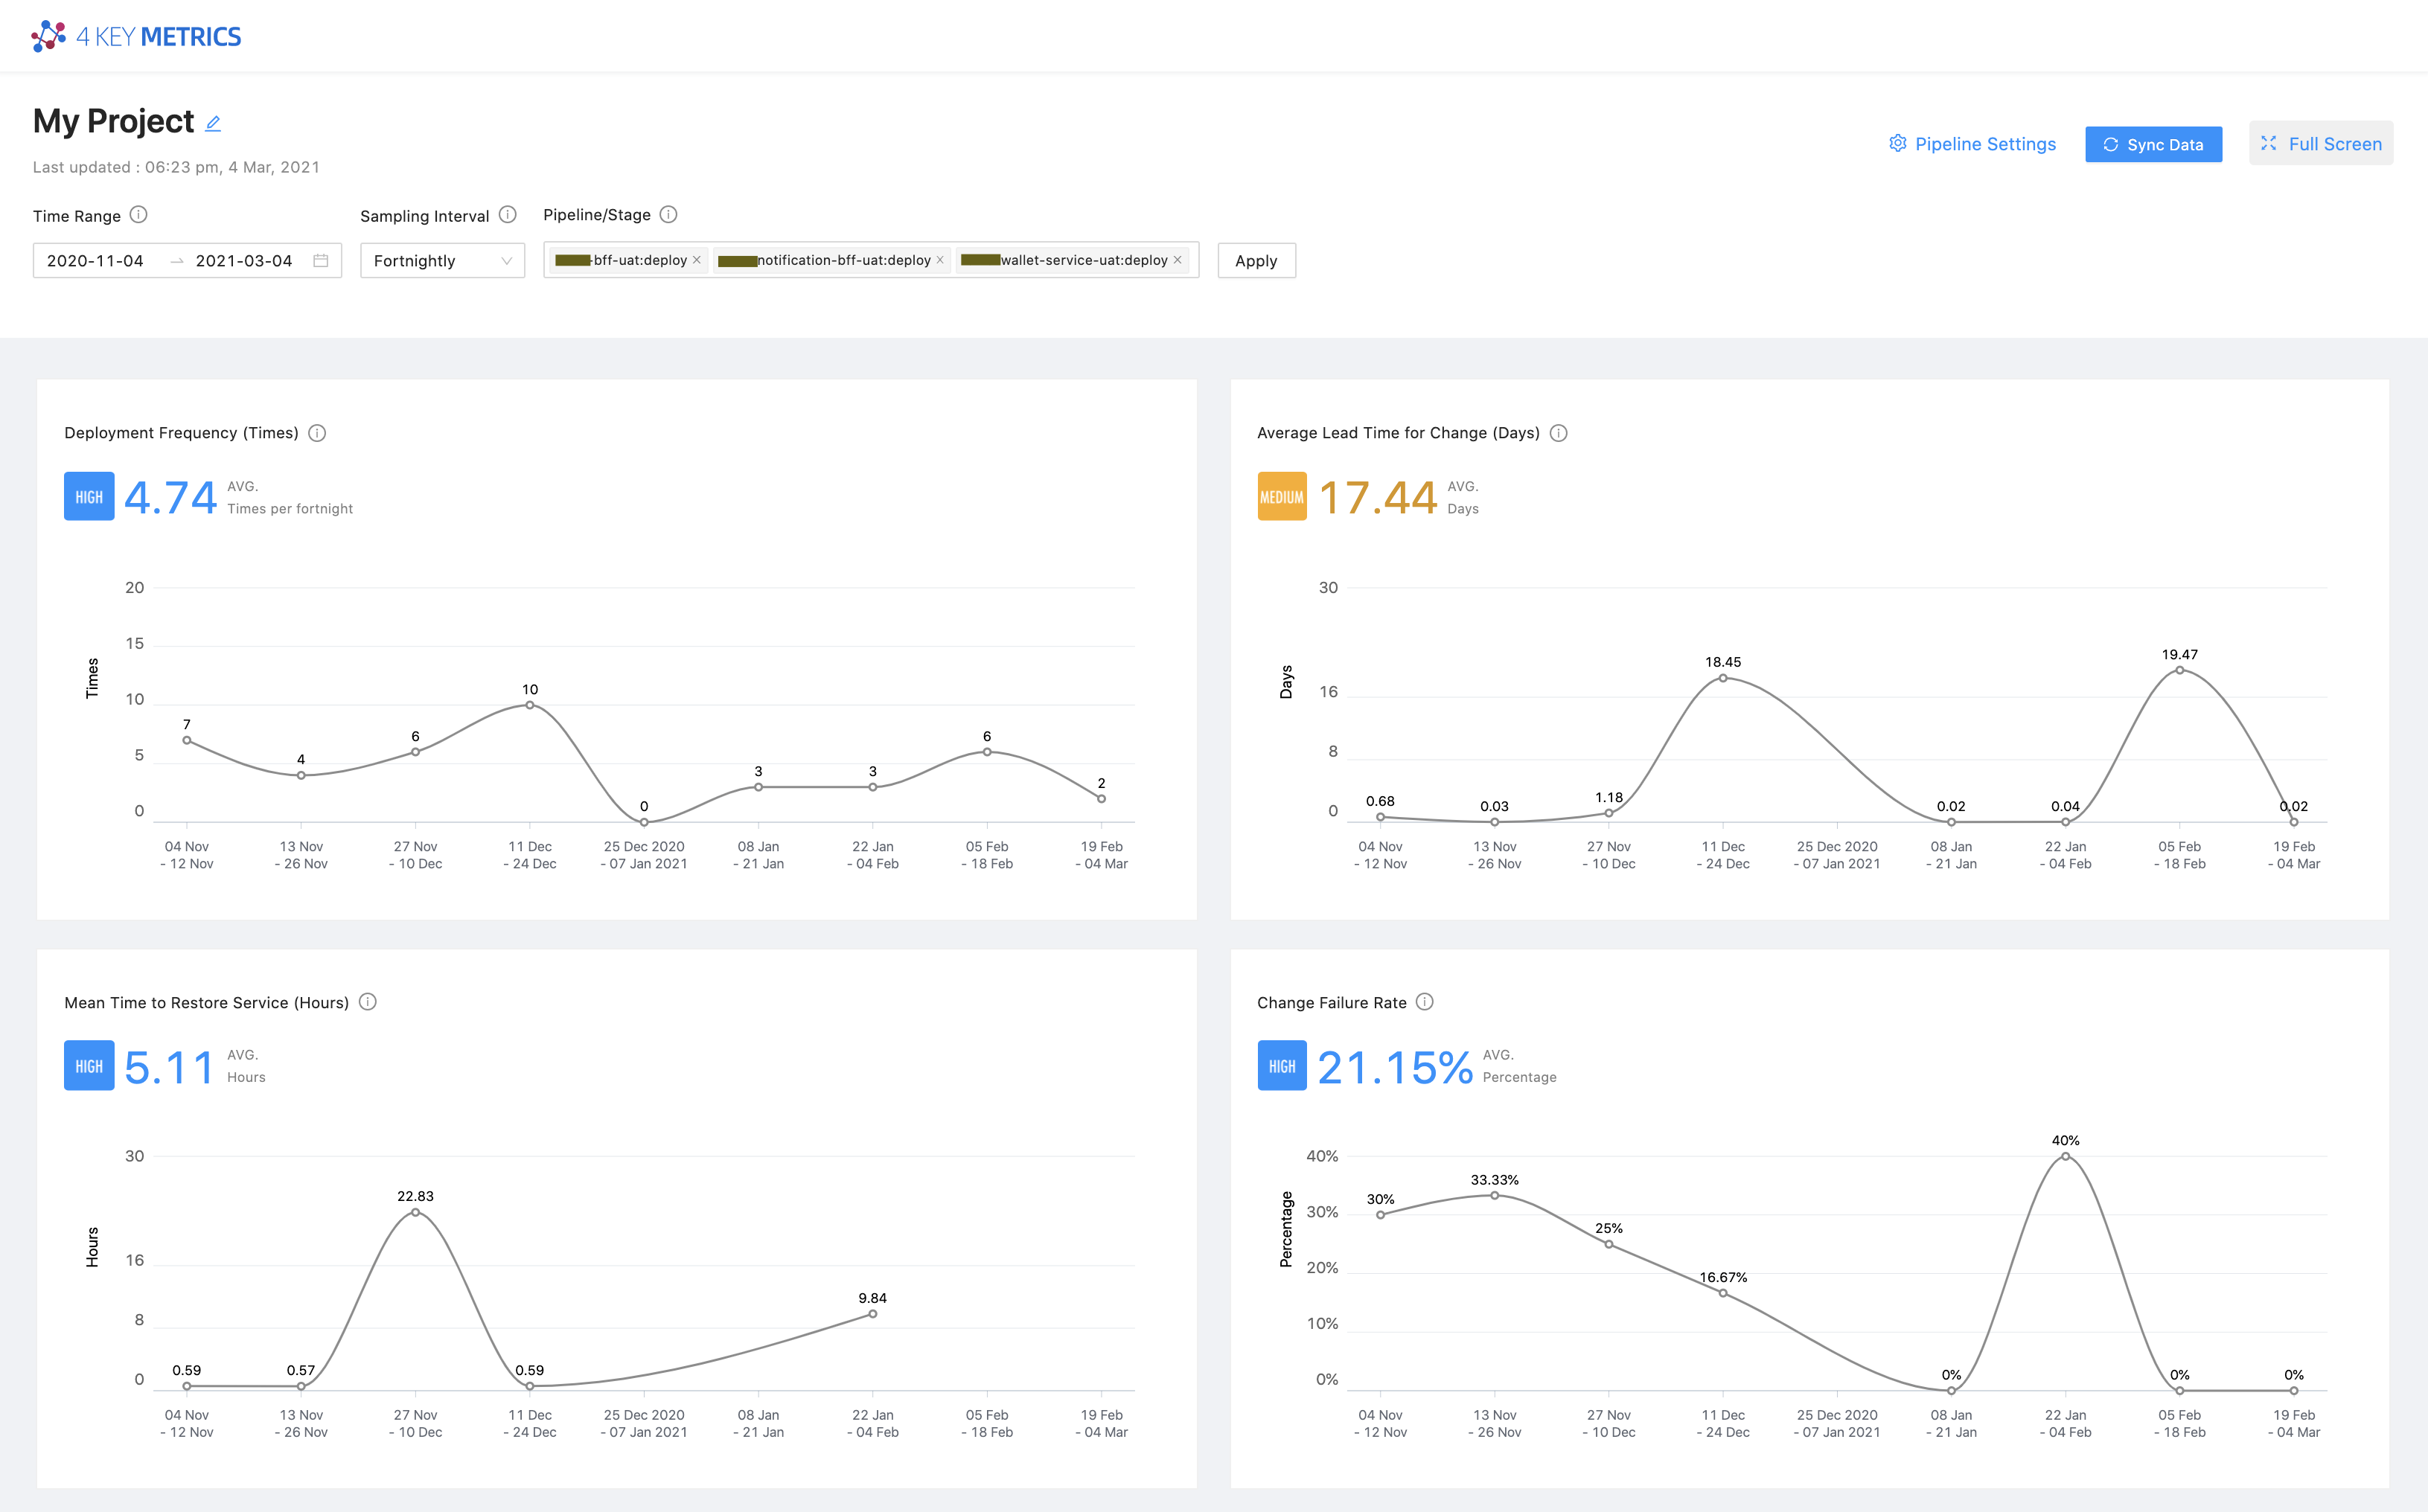 4 KEY METRICS
My Project
Last updated : 06:23 pm, 4 Mar, 2021
Pipeline Settings
Sync Data
Full Screen
Time Range
Sampling Interval
Pipeline/Stage
2020-11-04
2021-03-04
Fortnightly
-bff-uat:deploy
notification-bff-uat:deploy
wallet-service-uat:deploy
Apply
Deployment Frequency (Times)
HIGH
4.74
AVG.
Times per fortnight
Times
20
15
10
5
0
7
4
6
10
0
3
3
6
2
04 Nov
- 12 Nov
13 Nov
- 26 Nov
27 Nov
- 10 Dec
11 Dec
- 24 Dec
25 Dec 2020
- 07 Jan 2021
08 Jan
- 21 Jan
22 Jan
- 04 Feb
05 Feb
- 18 Feb
19 Feb
- 04 Mar
Average Lead Time for Change (Days)
MEDIUM
17.44
AVG.
Days
Days
30
16
8
0
0.68
0.03
1.18
18.45
0.02
0.04
19.47
0.02
04 Nov
- 12 Nov
13 Nov
- 26 Nov
27 Nov
- 10 Dec
11 Dec
- 24 Dec
25 Dec 2020
- 07 Jan 2021
08 Jan
- 21 Jan
22 Jan
- 04 Feb
05 Feb
- 18 Feb
19 Feb
- 04 Mar
Mean Time to Restore Service (Hours)
HIGH
5.11
AVG.
Hours
Hours
30
16
8
0
0.59
0.57
22.83
0.59
9.84
04 Nov
- 12 Nov
13 Nov
- 26 Nov
27 Nov
- 10 Dec
11 Dec
- 24 Dec
25 Dec 2020
- 07 Jan 2021
08 Jan
- 21 Jan
22 Jan
- 04 Feb
05 Feb
- 18 Feb
19 Feb
- 04 Mar
Change Failure Rate
HIGH
21.15%
AVG.
Percentage
Percentage
40%
30%
20%
10%
0%
30%
33.33%
25%
16.67%
0%
40%
0%
0%
04 Nov
- 12 Nov
13 Nov
- 26 Nov
27 Nov
- 10 Dec
11 Dec
- 24 Dec
25 Dec 2020
- 07 Jan 2021
08 Jan
- 21 Jan
22 Jan
- 04 Feb
05 Feb
- 18 Feb
19 Feb
- 04 Mar